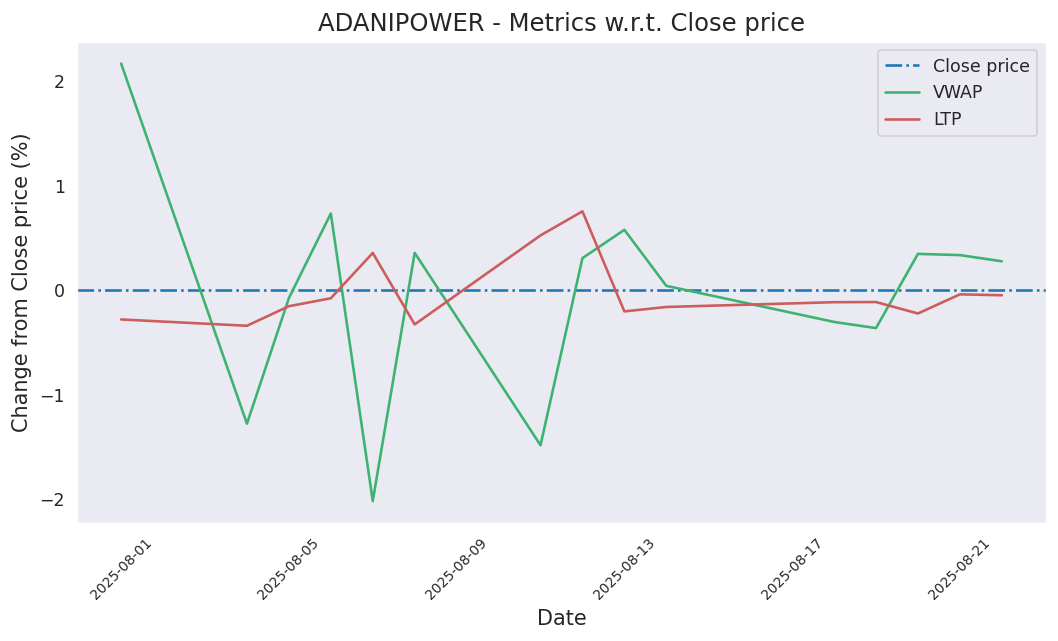 ADANIPOWER - Metrics w.r.t. Close price
Close price
VWAP
LTP
Change from Close price (%)
2
1
0
−1
−2
2025-08-01
2025-08-05
2025-08-09
2025-08-13
2025-08-17
2025-08-21
Date